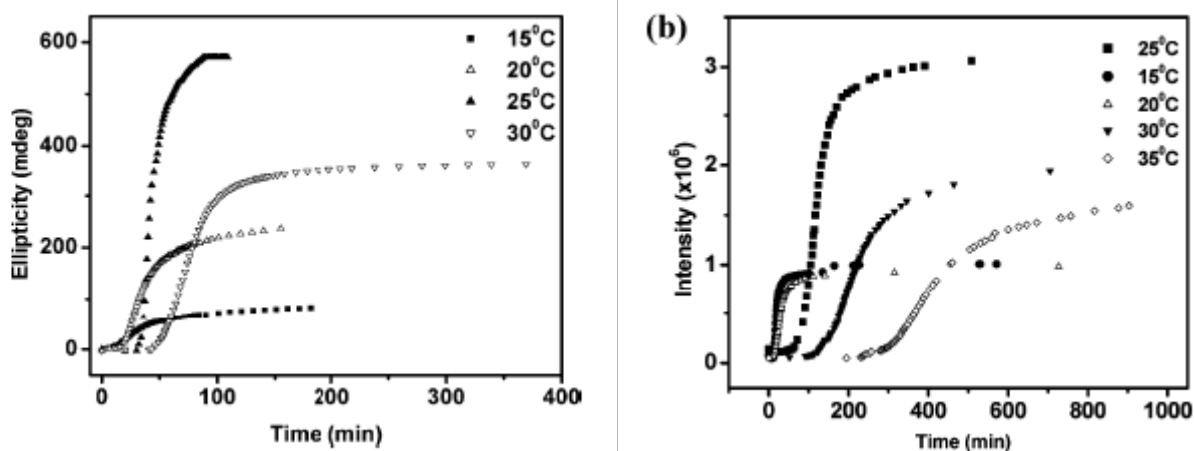 600
400
200
0
Ellipticity (mdeg)
15⁰C
20⁰C
25⁰C
30⁰C
0 100 200 300 400
Time (min)
(b)
3
2
1
0
Intensity (x10⁶)
25⁰C
15⁰C
20⁰C
30⁰C
35⁰C
0 200 400 600 800 1000
Time (min)